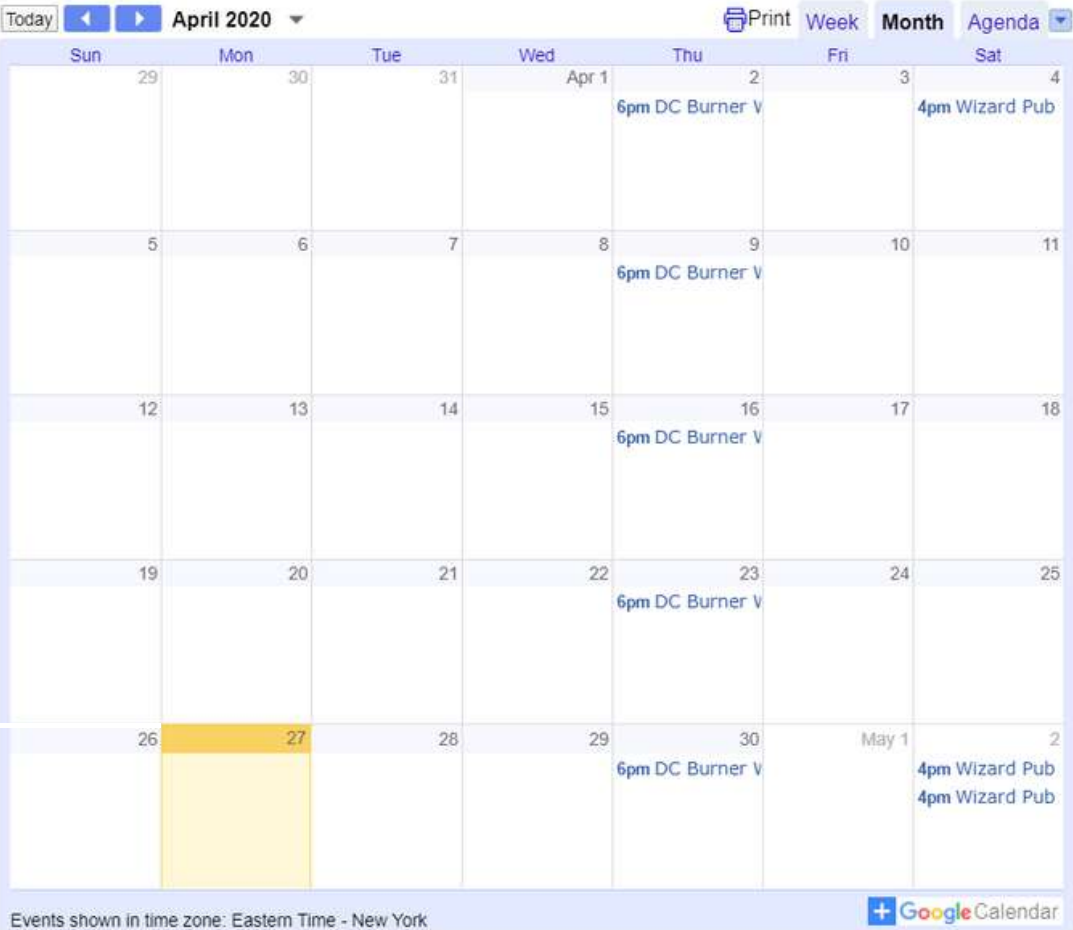 Today April 2020 Print Week Month Agenda
Sun Mon Tue Wed Thu Fri Sat
29 30 31 Apr 1 2 3 4
6pm DC Burner 4pm Wizard Pub
5 6 7 8 9 10 11
6pm DC Burner
12 13 14 15 16 17 18
6pm DC Burner
19 20 21 22 23 24 25
6pm DC Burner
26 27 28 29 30 May 1 2
6pm DC Burner 4pm Wizard Pub
4pm Wizard Pub
Events shown in time zone: Eastern Time - New York + Google Calendar